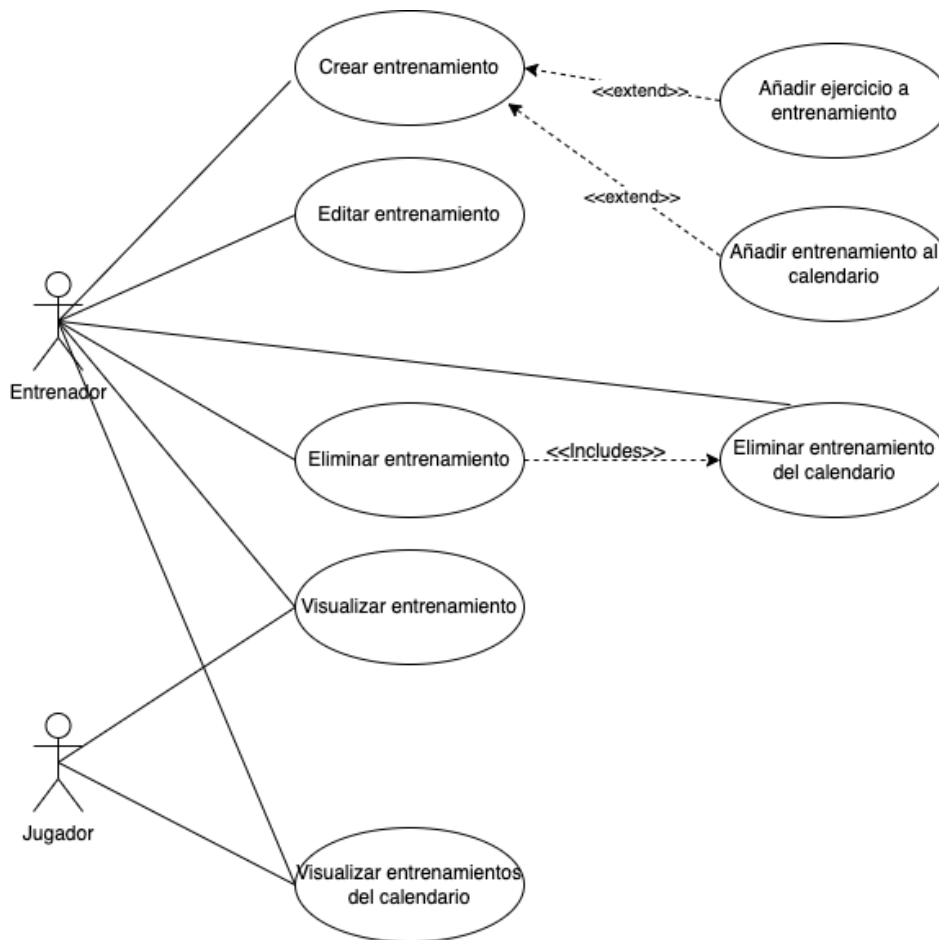 Crear entrenamiento
<<extend>>
Añadir ejercicio a
entrenamiento
Editar entrenamiento
<<extend>>
Añadir entrenamiento al
calendario
Entrenador
Eliminar entrenamiento
<<Includes>>
Eliminar entrenamiento
del calendario
Visualizar entrenamiento
Jugador
Visualizar entrenamientos
del calendario